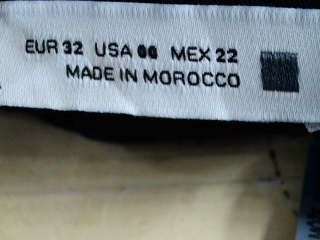 EUR 32 USA 00 MEX 22
MADE IN MOROCCO